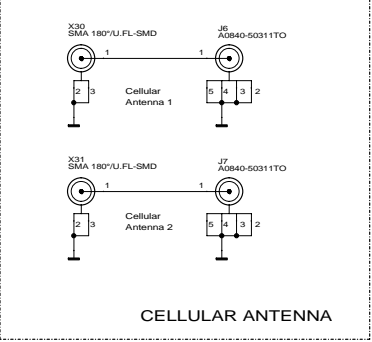 X30
SMA 180°/U.FL-SMD
J6
A0840-50311TO
1
1
2
3
Cellular
Antenna 1
5
4
3
2
X31
SMA 180°/U.FL-SMD
J7
A0840-50311TO
1
1
2
3
Cellular
Antenna 2
5
4
3
2
CELLULAR ANTENNA